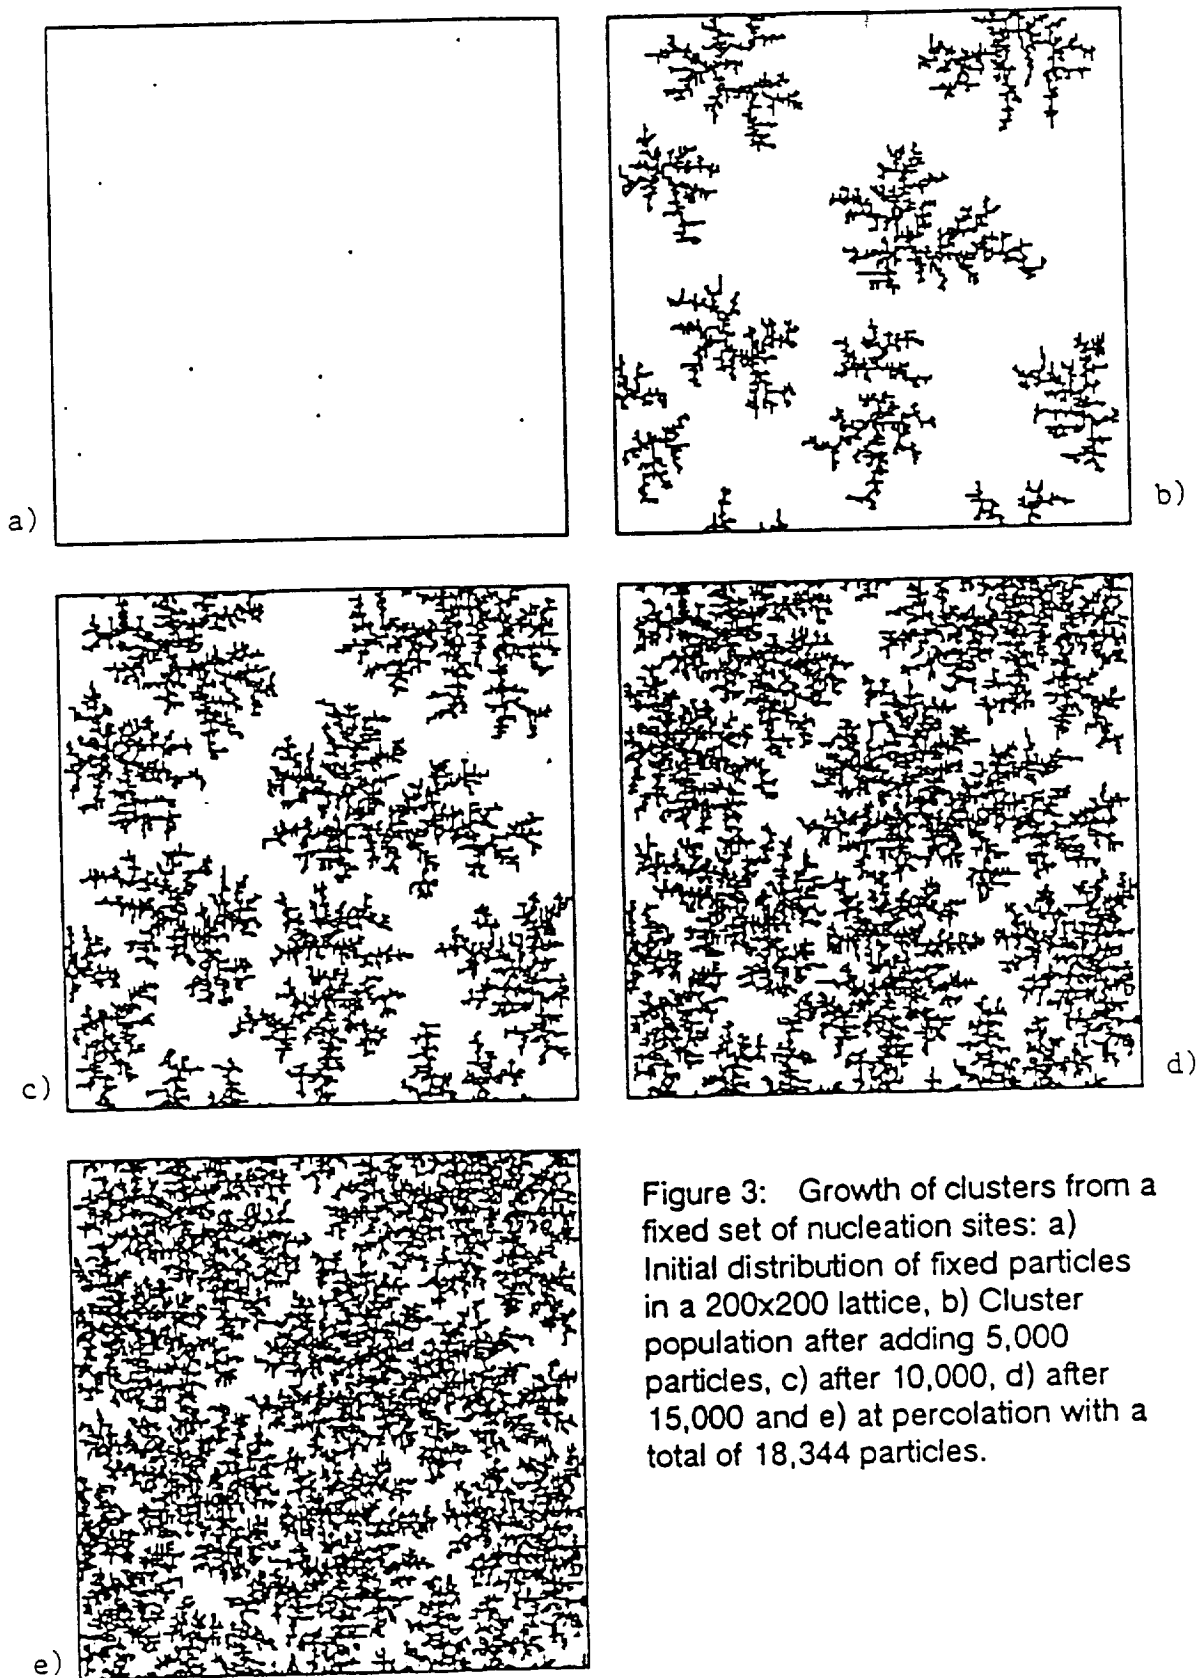 a)
b)
c)
d)
e)
Figure 3: Growth of clusters from a
fixed set of nucleation sites: a)
Initial distribution of fixed particles
in a 200x200 lattice, b) Cluster
population after adding 5,000
particles, c) after 10,000, d) after
15,000 and e) at percolation with a
total of 18,344 particles.